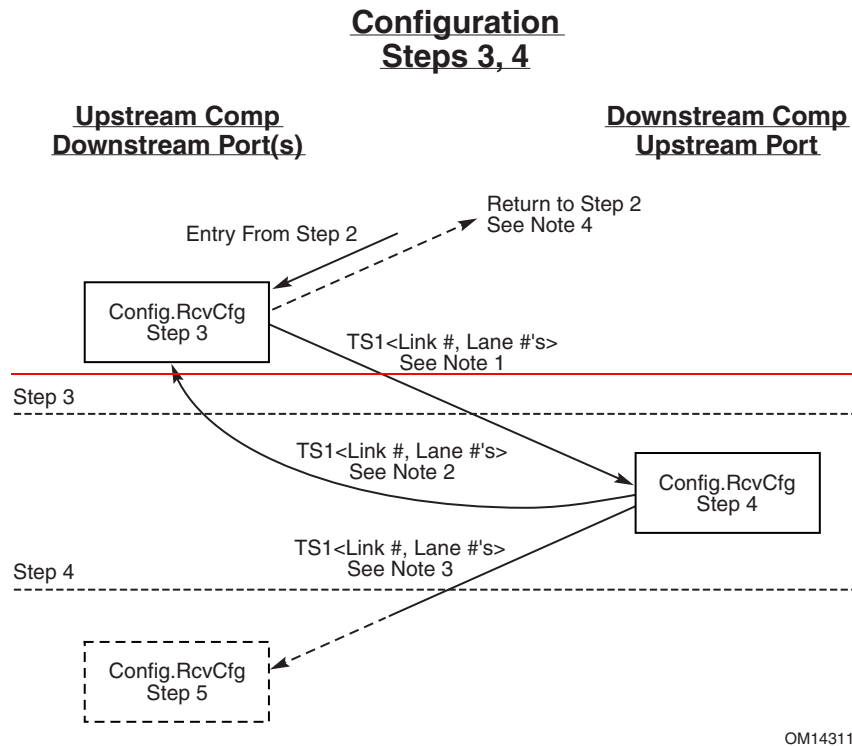 Configuration
Steps 3, 4
Upstream Comp
Downstream Port(s)
Downstream Comp
Upstream Port
Return to Step 2
See Note 4
Entry From Step 2
Config.RcvCfg
Step 3
TS1<Link #, Lane #'s>
See Note 1
Step 3
TS1<Link #, Lane #'s>
See Note 2
Config.RcvCfg
Step 4
TS1<Link #, Lane #'s>
See Note 3
Step 4
Config.RcvCfg
Step 5
OM14311